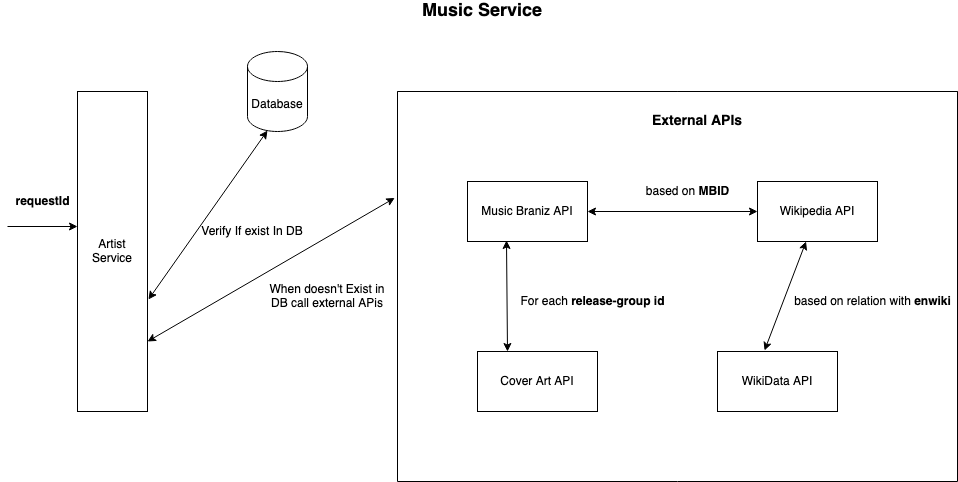 Music Service
Database
External APIs
requestId
Artist
Service
Verify If exist In DB
When doesn't Exist in
DB call external APIs
Music Braniz API
based on MBID
Wikipedia API
For each release-group id
based on relation with enwiki
Cover Art API
WikiData API